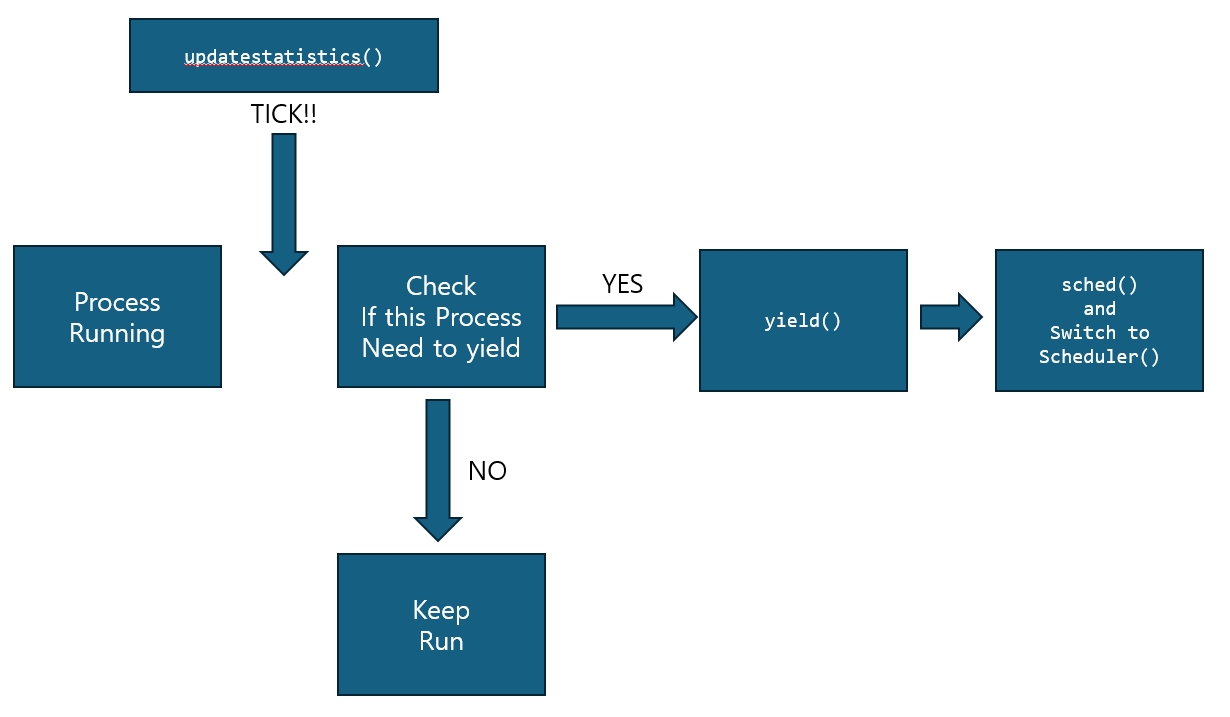 updatestatistics()
TICK!!
Process
Running
Check
If this Process
Need to yield
YES
yield()
sched()
and
Switch to
Scheduler()
NO
Keep
Run